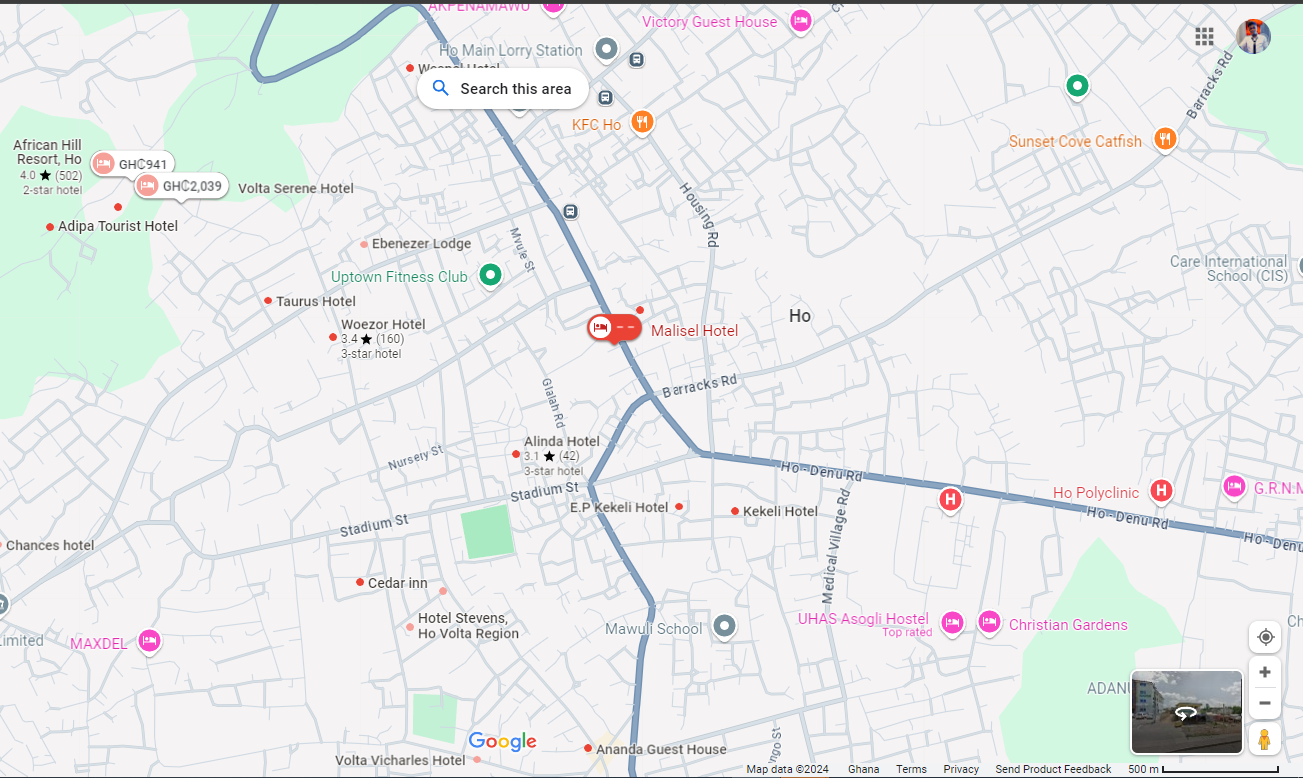 AKPENAMAWU
Victory Guest House
Ho Main Lorry Station
Search this area
KFC Ho
Barracks Rd
Sunset Cove Catfish
African Hill
Resort, Ho
4.0 ★ (502)
2-star hotel
GH₵941
GH₵2,039
Volta Serene Hotel
Adipa Tourist Hotel
Housing Rd
Mvule St
Ebenezer Lodge
Uptown Fitness Club
Care International
School (CIS)
Taurus Hotel
Woezor Hotel
3.4 ★ (160)
3-star hotel
Malisel Hotel
Ho
Barracks Rd
Glalah Rd
Alinda Hotel
3.1 ★ (42)
3-star hotel
Nursery St
Stadium St
Ho - Denu Rd
E.P Kekeli Hotel
Kekeli Hotel
H
Ho Polyclinic
H
G.R.N.M
Ho - Denu Rd
Ho - Denu
Stadium St
Chances hotel
Medical Village Rd
Cedar inn
Hotel Stevens,
Ho Volta Region
Limited
MAXDEL
Mawuli School
UHAS Asogli Hostel
Top rated
Christian Gardens
Ch
ADANU
Google
Ananda Guest House
Volta Vicharles Hotel
ngo St
Map data ©2024
Ghana
Terms
Privacy
Send Product Feedback
500 m